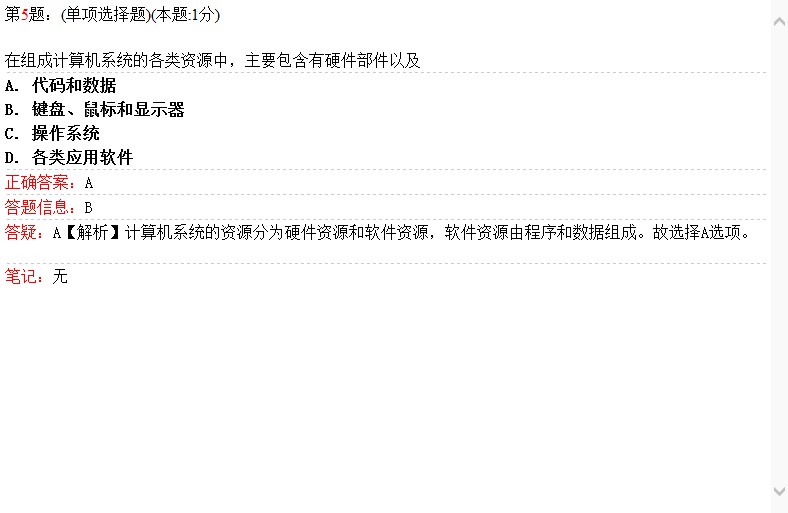 第5题：(单项选择题)(本题:1分)
在组成计算机系统的各类资源中，主要包含有硬件部件以及
A. 代码和数据
B. 键盘、鼠标和显示器
C. 操作系统
D. 各类应用软件
正确答案：A
答题信息：B
答疑：A【解析】计算机系统的资源分为硬件资源和软件资源，软件资源由程序和数据组成。故选择A选项。
笔记：无